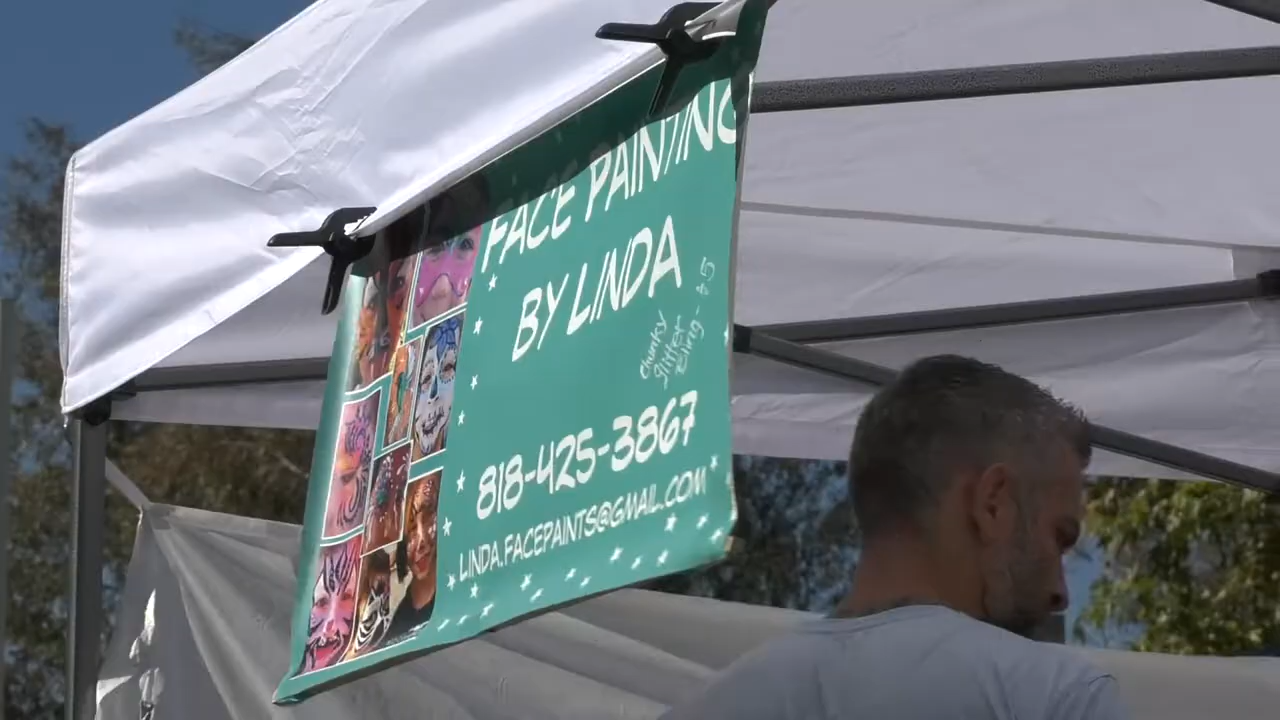 FACE PAINTING
BY LINDA
Chunky
glitter
Bling - $5
818-425-3867
LINDA.FACEPAINTS@GMAIL.COM